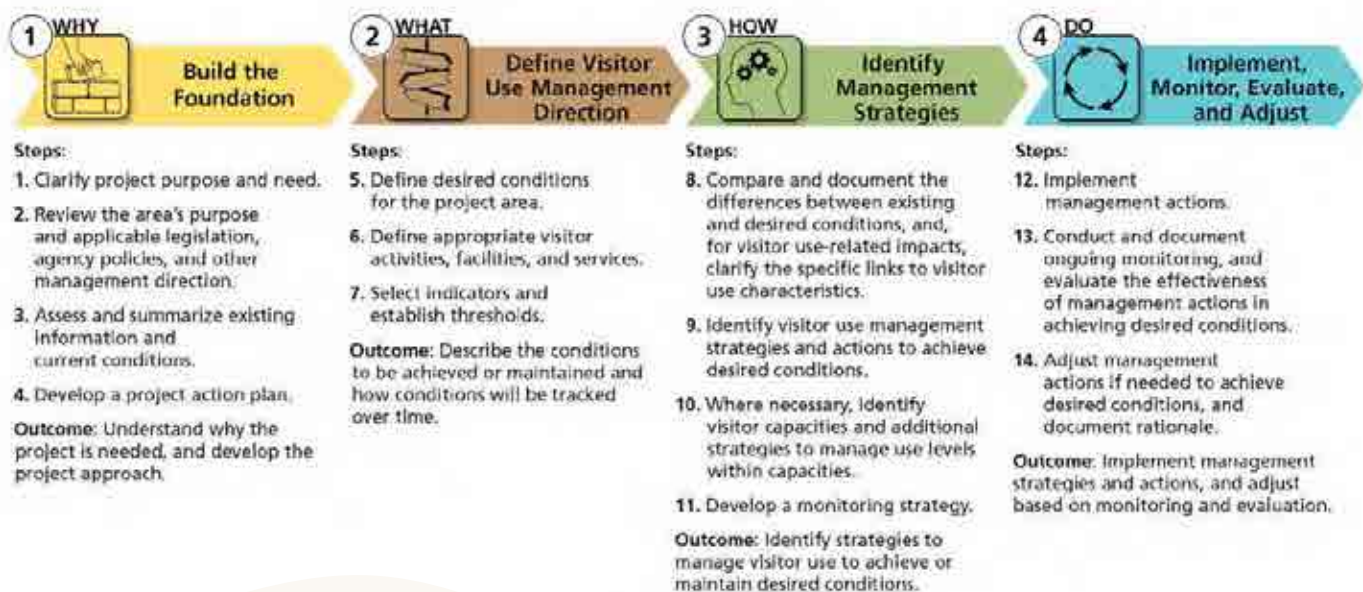 1
WHY
Build the
Foundation
Steps:
1. Clarify project purpose and need.
2. Review the area's purpose
and applicable legislation,
agency policies, and other
management direction.
3. Assess and summarize existing
information and
current conditions.
4. Develop a project action plan.
Outcome: Understand why the
project is needed, and develop the
project approach.
2
WHAT
Define Visitor
Use Management
Direction
Steps:
5. Define desired conditions
for the project area.
6. Define appropriate visitor
activities, facilities, and services.
7. Select indicators and
establish thresholds.
Outcome: Describe the conditions
to be achieved or maintained and
how conditions will be tracked
over time.
3
HOW
Identify
Management
Strategies
Steps:
8. Compare and document the
differences between existing
and desired conditions, and,
for visitor use-related impacts,
clarify the specific links to visitor
use characteristics.
9. Identify visitor use management
strategies and actions to achieve
desired conditions.
10. Where necessary, identify
visitor capacities and additional
strategies to manage use levels
within capacities.
11. Develop a monitoring strategy.
Outcome: Identify strategies to
manage visitor use to achieve or
maintain desired conditions.
4
DO
Implement,
Monitor, Evaluate,
and Adjust
Steps:
12. Implement
management actions.
13. Conduct and document
ongoing monitoring, and
evaluate the effectiveness
of management actions in
achieving desired conditions.
14. Adjust management
actions if needed to achieve
desired conditions, and
document rationale.
Outcome: Implement management
strategies and actions, and adjust
based on monitoring and evaluation.